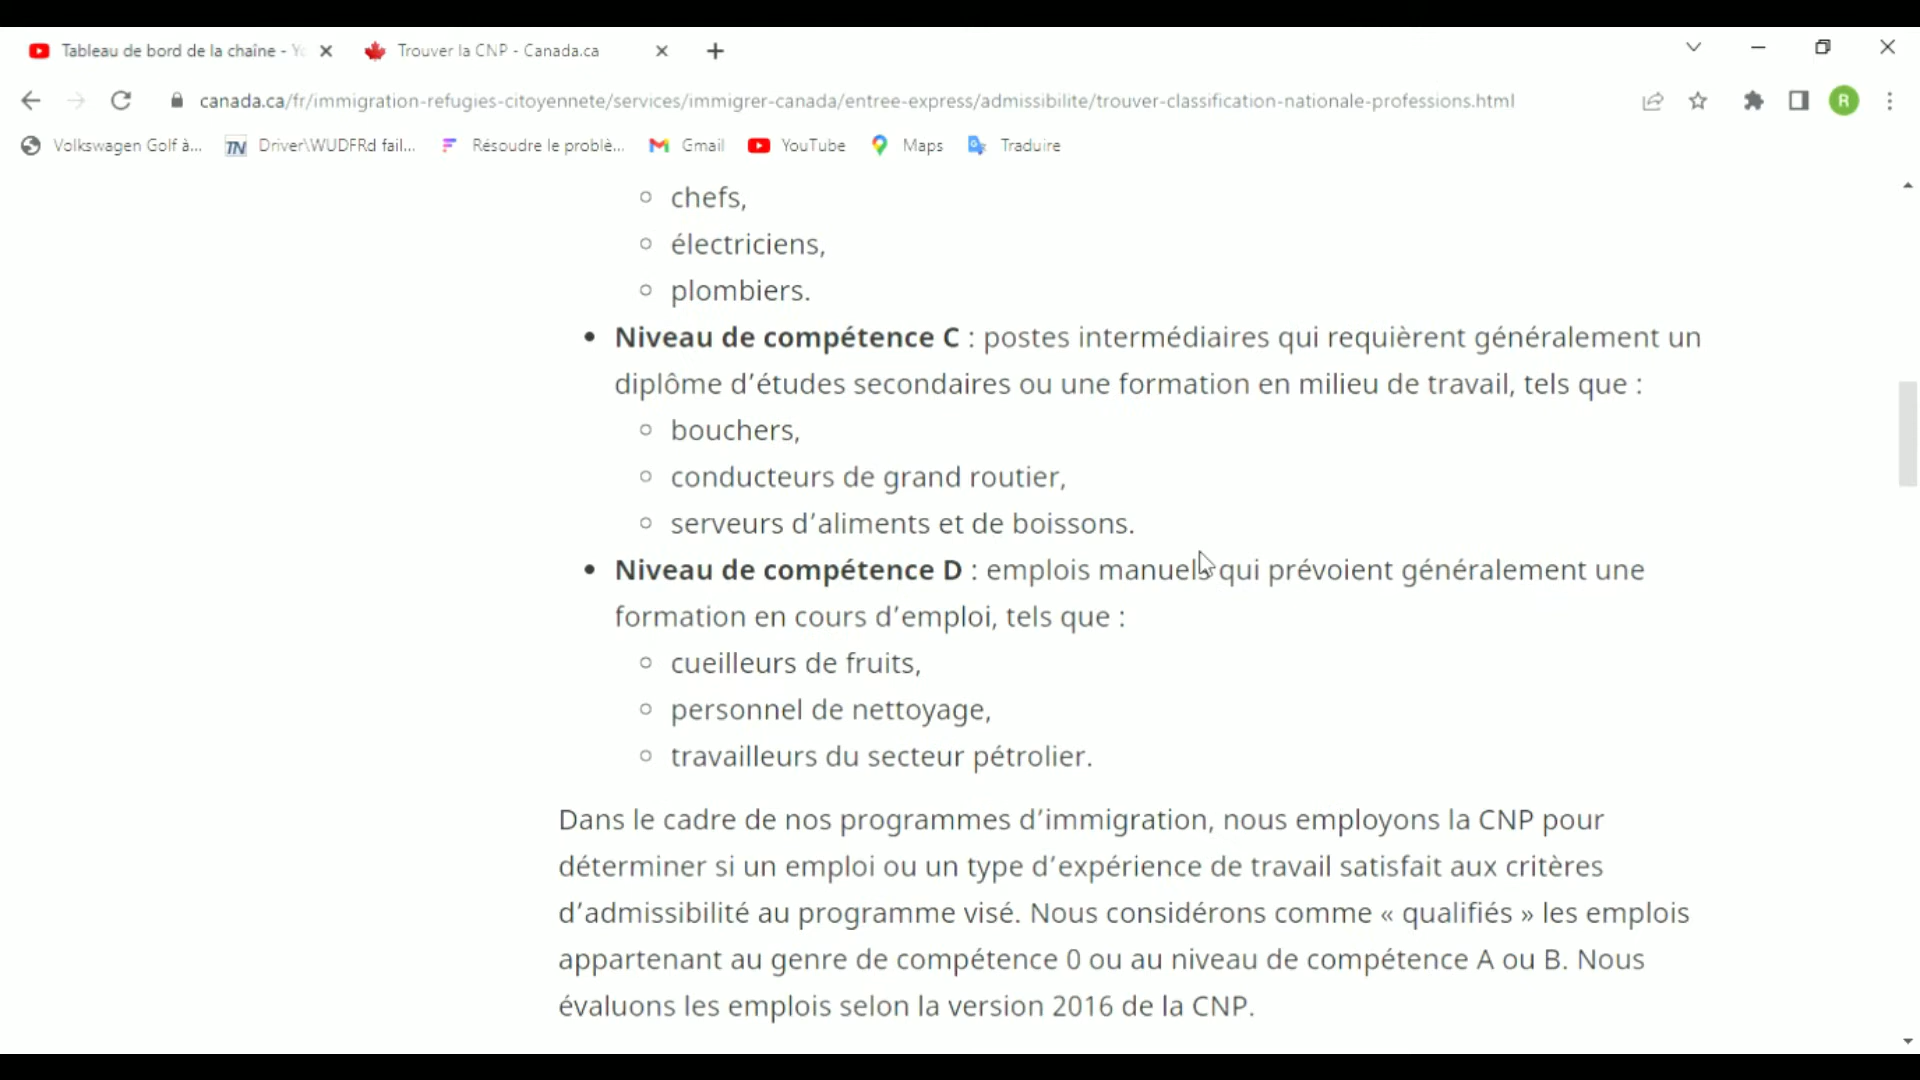 Tableau de bord de la chaîne - Yo
Trouver la CNP - Canada.ca
canada.ca/fr/immigration-refugies-citoyennete/services/immigrer-canada/entree-express/admissibilite/trouver-classification-nationale-professions.html
R
Volkswagen Golf à...
TN
Driver\WUDFRd fail...
Résoudre le problè...
Gmail
YouTube
Maps
Traduire
chefs,
électriciens,
plombiers.
Niveau de compétence C : postes intermédiaires qui requièrent généralement un
diplôme d’études secondaires ou une formation en milieu de travail, tels que :
bouchers,
conducteurs de grand routier,
serveurs d’aliments et de boissons.
Niveau de compétence D : emplois manuels qui prévoient généralement une
formation en cours d’emploi, tels que :
cueilleurs de fruits,
personnel de nettoyage,
travailleurs du secteur pétrolier.
Dans le cadre de nos programmes d’immigration, nous employons la CNP pour
déterminer si un emploi ou un type d’expérience de travail satisfait aux critères
d’admissibilité au programme visé. Nous considérons comme « qualifiés » les emplois
appartenant au genre de compétence 0 ou au niveau de compétence A ou B. Nous
évaluons les emplois selon la version 2016 de la CNP.